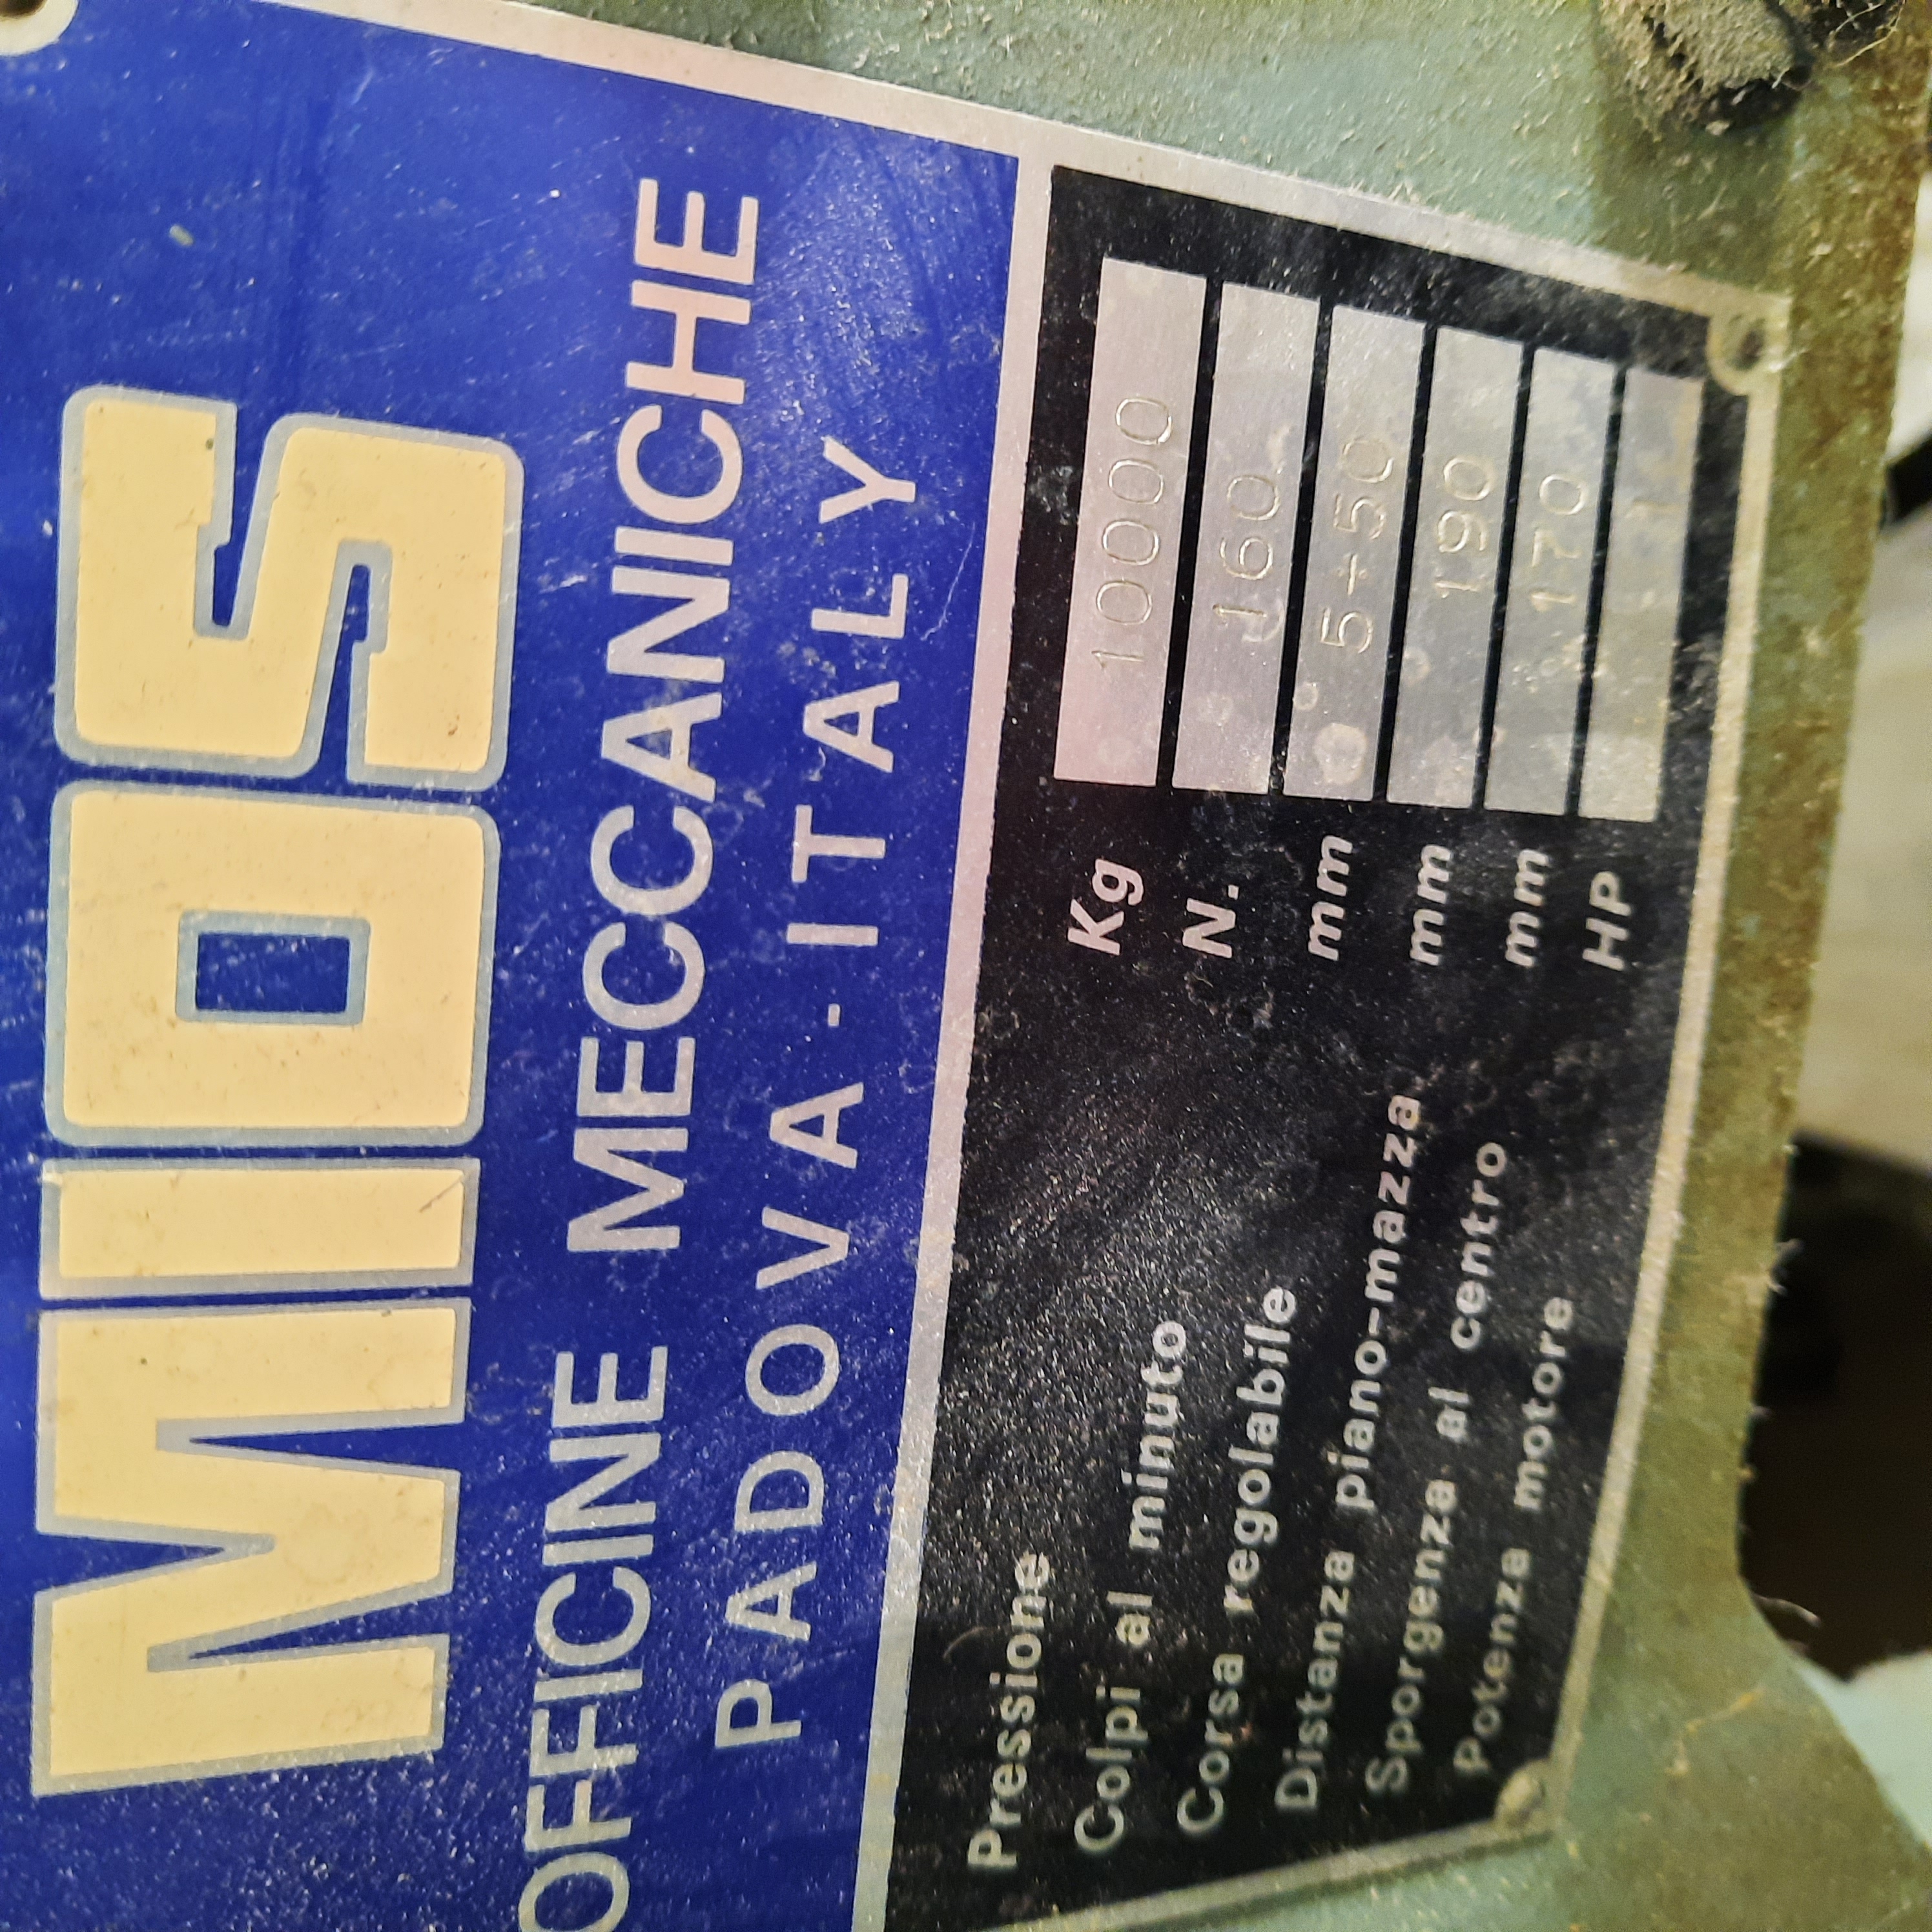 MIOS
OFFICINE MECCANICHE
PADOVA-ITALY
Pressione Kg 10000
Colpi al minuto N. 160
Corsa regolabile mm 5÷50
Distanza piano-mazza mm 190
Sporgenza al centro mm 170
Potenza motore HP 1